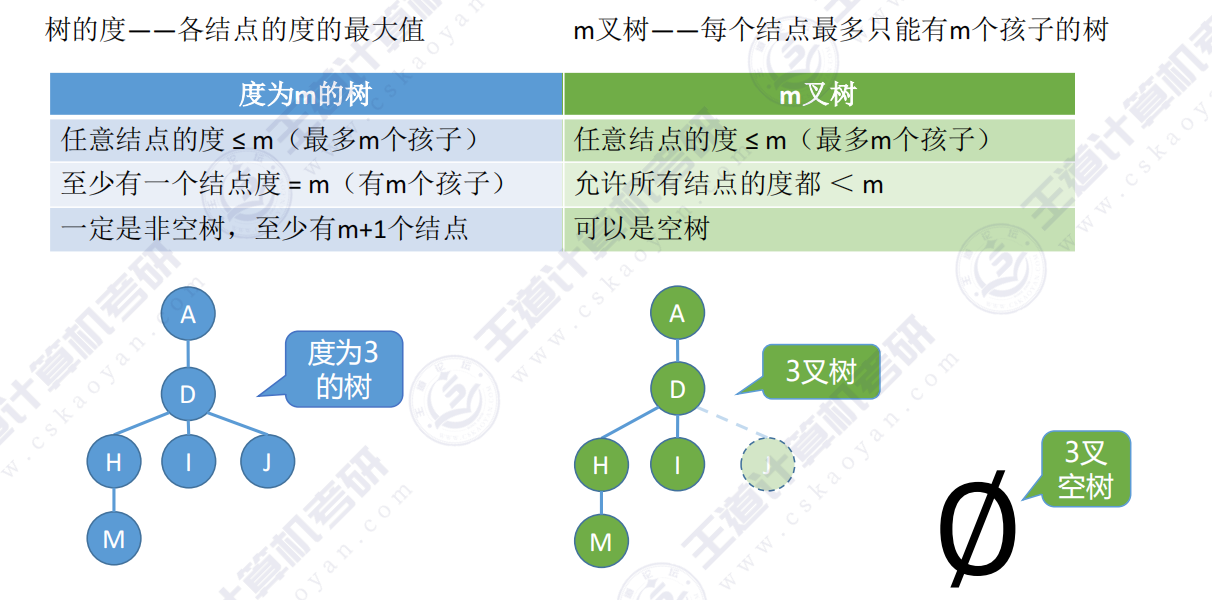 树的度——各结点的度的最大值
m叉树——每个结点最多只能有m个孩子的树
度为m的树
m叉树
任意结点的度 ≤ m（最多m个孩子）
任意结点的度 ≤ m（最多m个孩子）
至少有一个结点度 = m（有m个孩子）
允许所有结点的度都 ＜ m
一定是非空树，至少有m+1个结点
可以是空树
A
D
H
I
J
M
度为3
的树
A
D
H
I
J
M
3叉树
Ø
3叉
空树
王道计算机考研
www.cskaoyan.com